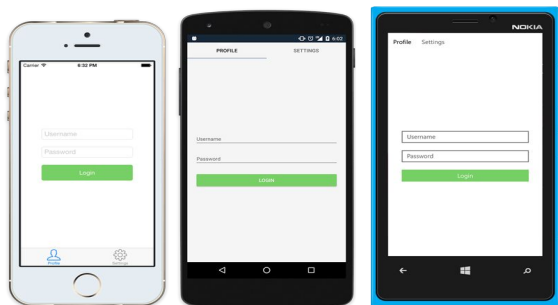 Carrier 6:32 PM
Username
Password
Login
Profile Settings
6:02
PROFILE SETTINGS
Username
Password
LOGIN
NOKIA
Profile Settings
Username
Password
Login